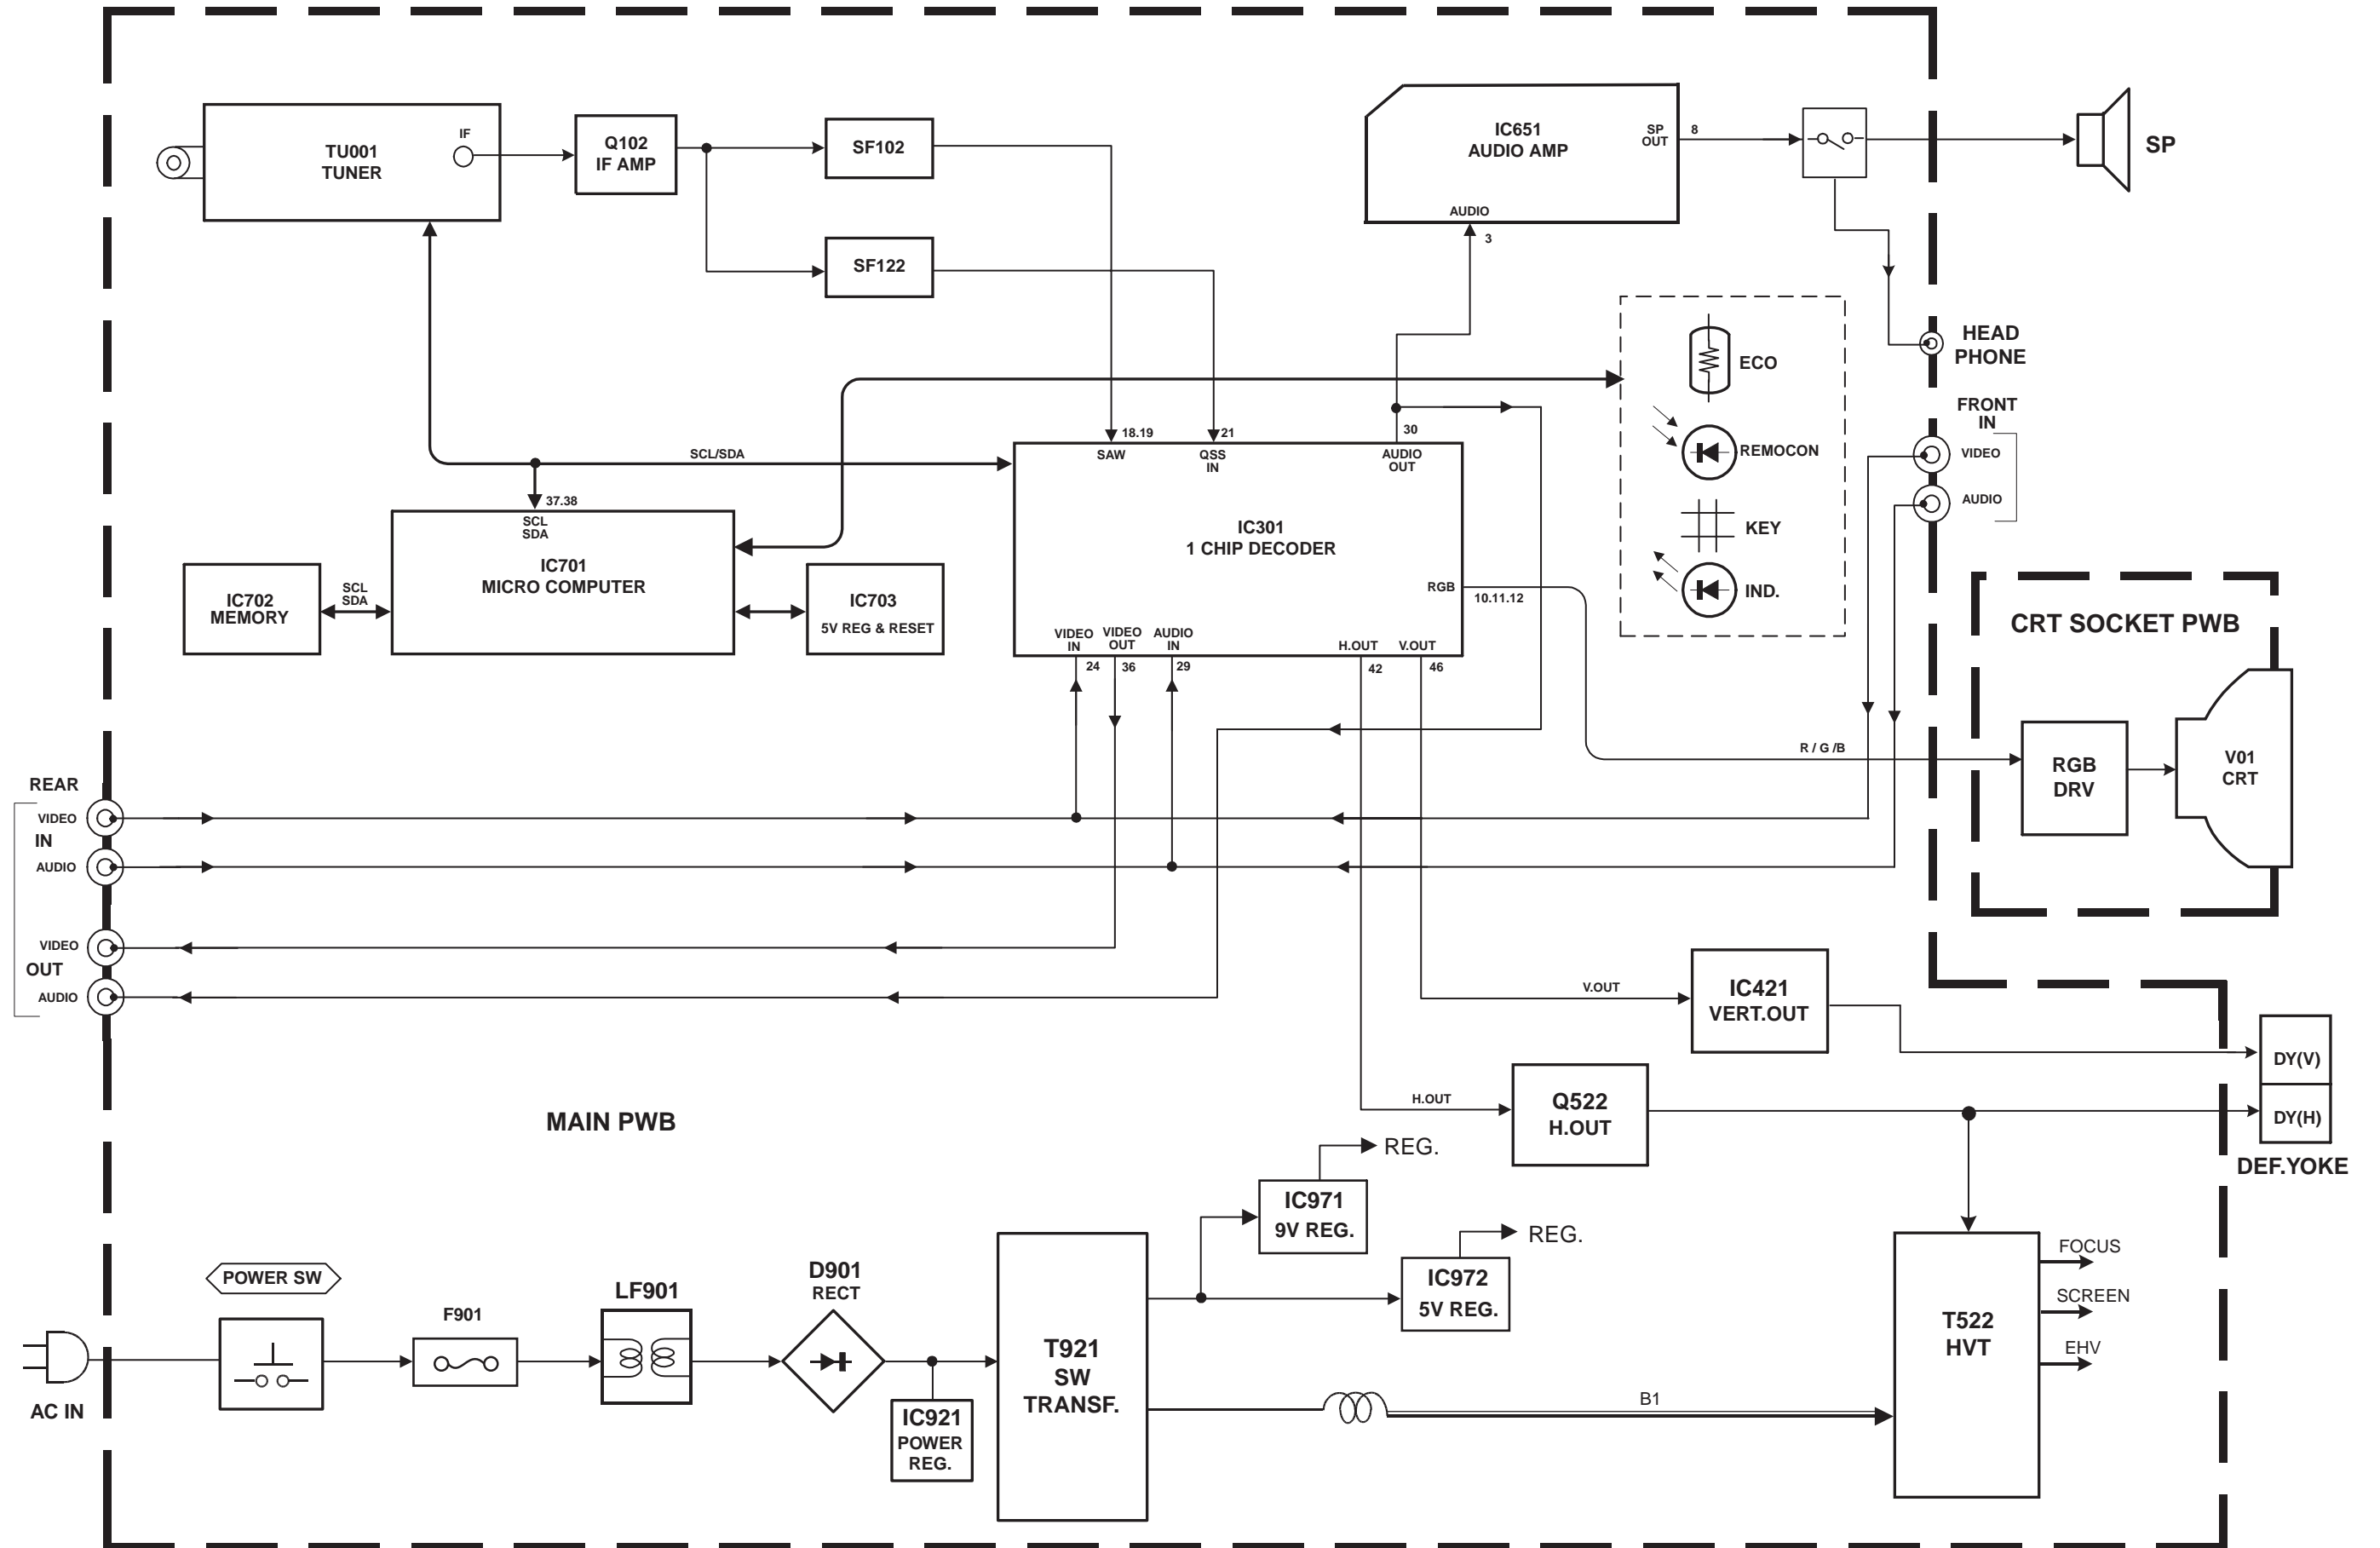 TU001
TUNER
IF
Q102
IF AMP
SF102
SF122
IC651
AUDIO AMP
SP
OUT
8
AUDIO
3
SP
HEAD
PHONE
FRONT
IN
VIDEO
AUDIO
ECO
REMOCON
KEY
IND.
SCL/SDA
37.38
SCL
SDA
IC701
MICRO COMPUTER
IC702
MEMORY
SCL
SDA
IC703
5V REG & RESET
18.19
SAW
21
QSS
IN
30
AUDIO
OUT
IC301
1 CHIP DECODER
RGB
10.11.12
VIDEO
IN
VIDEO
OUT
AUDIO
IN
H.OUT
V.OUT
24
36
29
42
46
CRT SOCKET PWB
R / G /B
RGB
DRV
V01
CRT
REAR
VIDEO
IN
AUDIO
VIDEO
OUT
AUDIO
V.OUT
IC421
VERT.OUT
DY(V)
DY(H)
DEF.YOKE
H.OUT
Q522
H.OUT
MAIN PWB
REG.
IC971
9V REG.
REG.
IC972
5V REG.
POWER SW
F901
LF901
D901
RECT
AC IN
IC921
POWER
REG.
T921
SW
TRANSF.
B1
T522
HVT
FOCUS
SCREEN
EHV